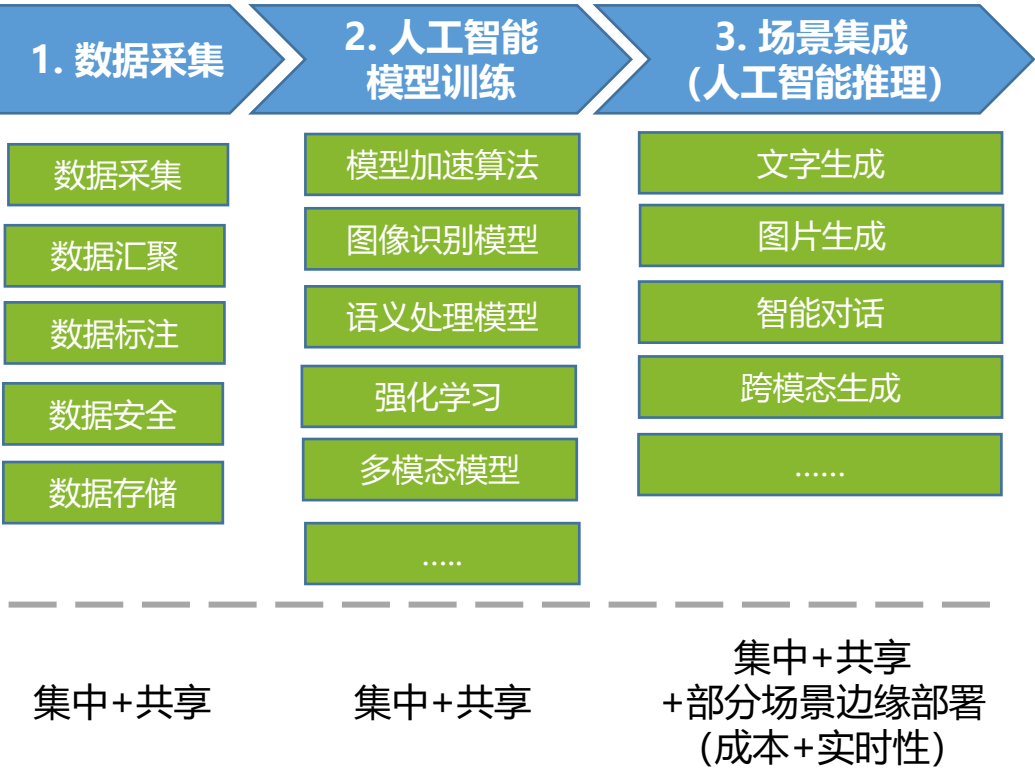 1. 数据采集
2. 人工智能
模型训练
3. 场景集成
(人工智能推理)
数据采集
数据汇聚
数据标注
数据安全
数据存储
模型加速算法
图像识别模型
语义处理模型
强化学习
多模态模型
.....
文字生成
图片生成
智能对话
跨模态生成
......
集中+共享
集中+共享
集中+共享
+部分场景边缘部署
(成本+实时性)